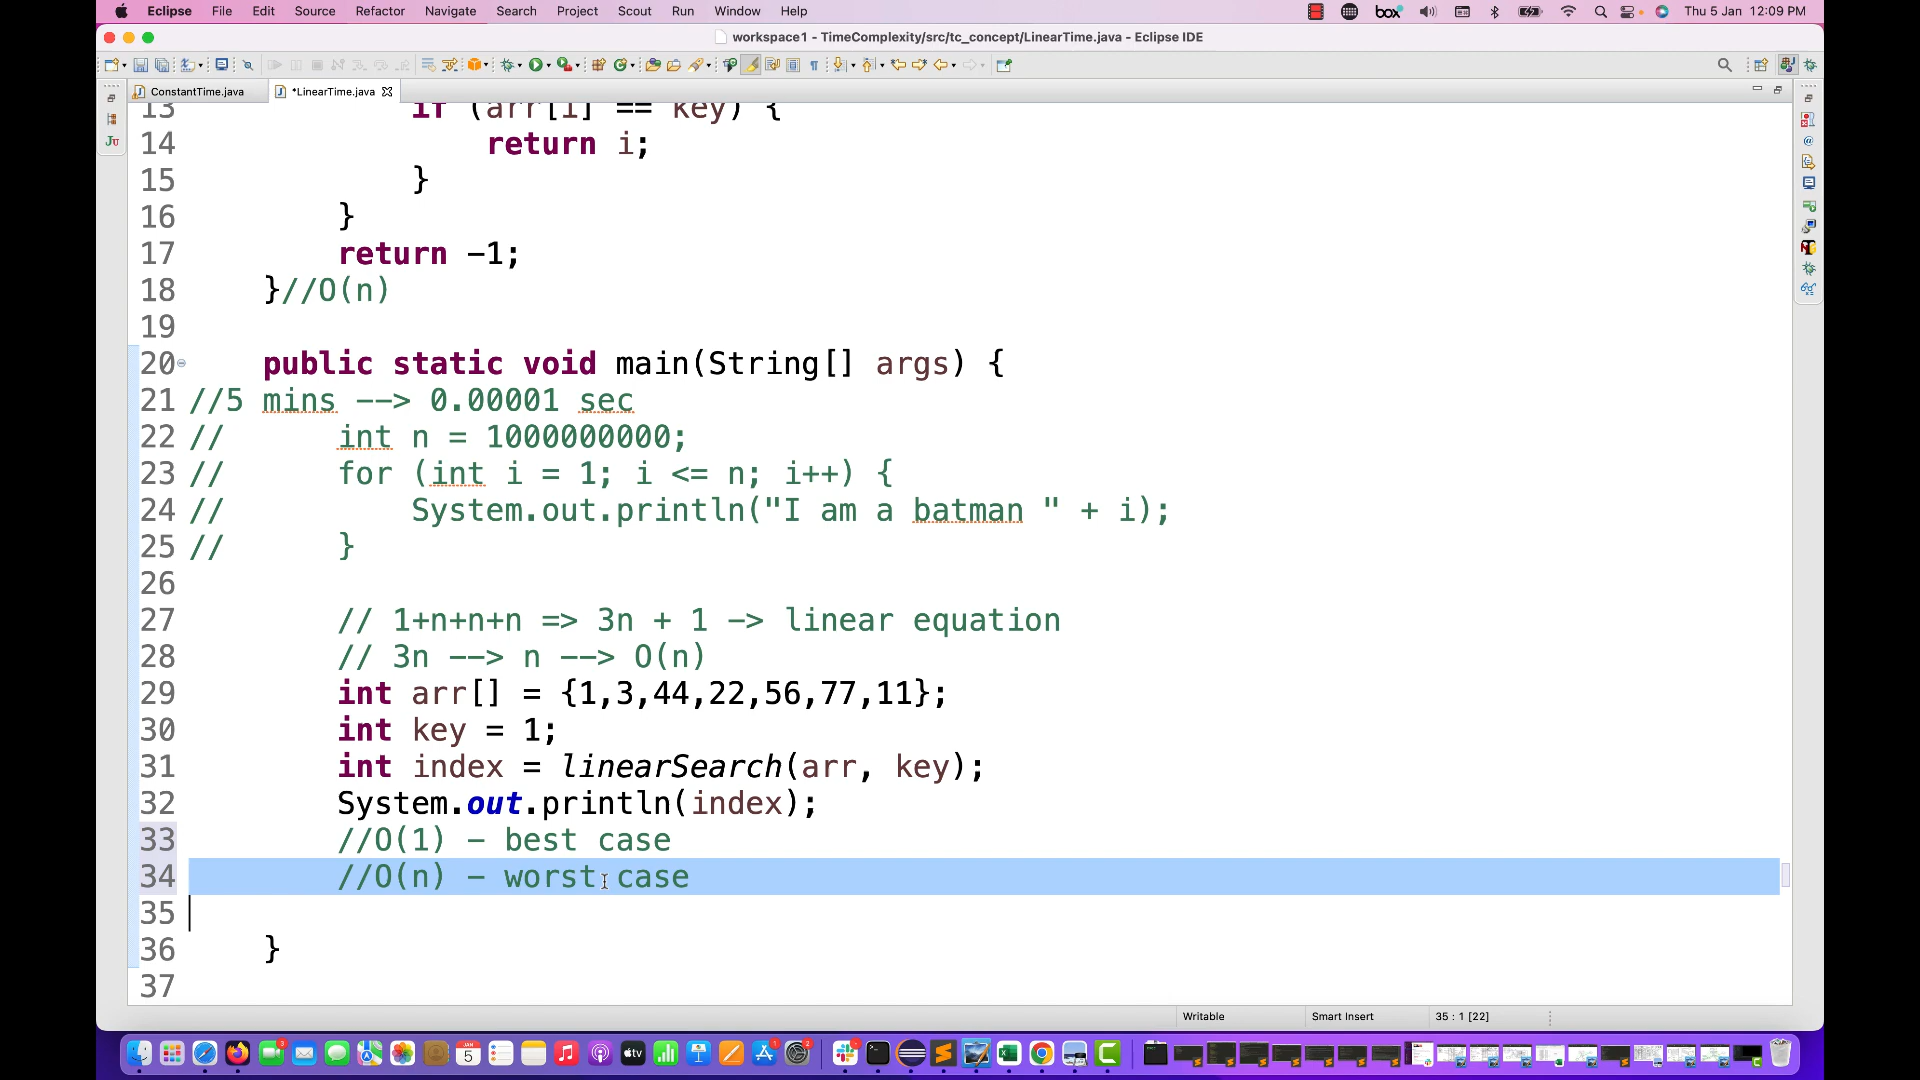 Eclipse File Edit Source Refactor Navigate Search Project Scout Run Window Help box Thu 5 Jan 12:09 PM
workspace1 - TimeComplexity/src/tc_concept/LinearTime.java - Eclipse IDE
ConstantTime.java *LinearTime.java
13 if (arr[i] == key) {
14 return i;
15 }
16 }
17 return -1;
18 }//O(n)
19
20 public static void main(String[] args) {
21 //5 mins --> 0.00001 sec
22 // int n = 1000000000;
23 // for (int i = 1; i <= n; i++) {
24 // System.out.println("I am a batman " + i);
25 // }
26
27 // 1+n+n+n => 3n + 1 -> linear equation
28 // 3n --> n --> O(n)
29 int arr[] = {1,3,44,22,56,77,11};
30 int key = 1;
31 int index = linearSearch(arr, key);
32 System.out.println(index);
33 //O(1) - best case
34 //O(n) - worst case
35
36 }
37
Writable Smart Insert 35 : 1 [22]